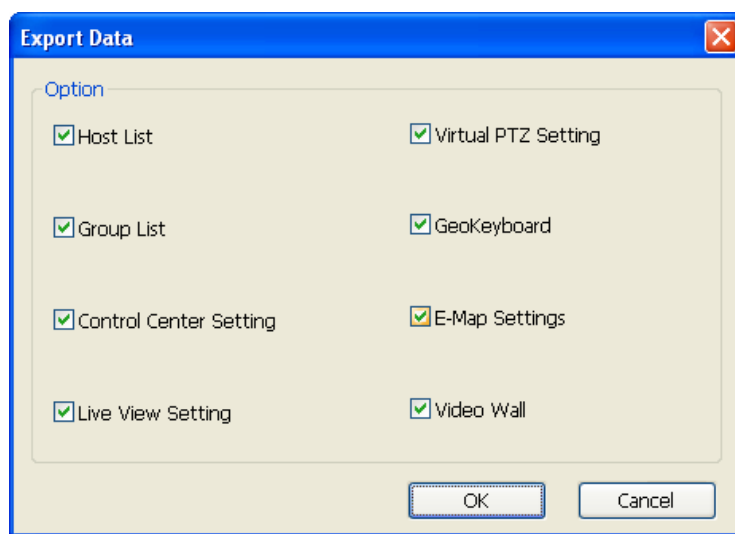 Export Data
Option
Host List
Virtual PTZ Setting
Group List
GeoKeyboard
Control Center Setting
E-Map Settings
Live View Setting
Video Wall
OK
Cancel